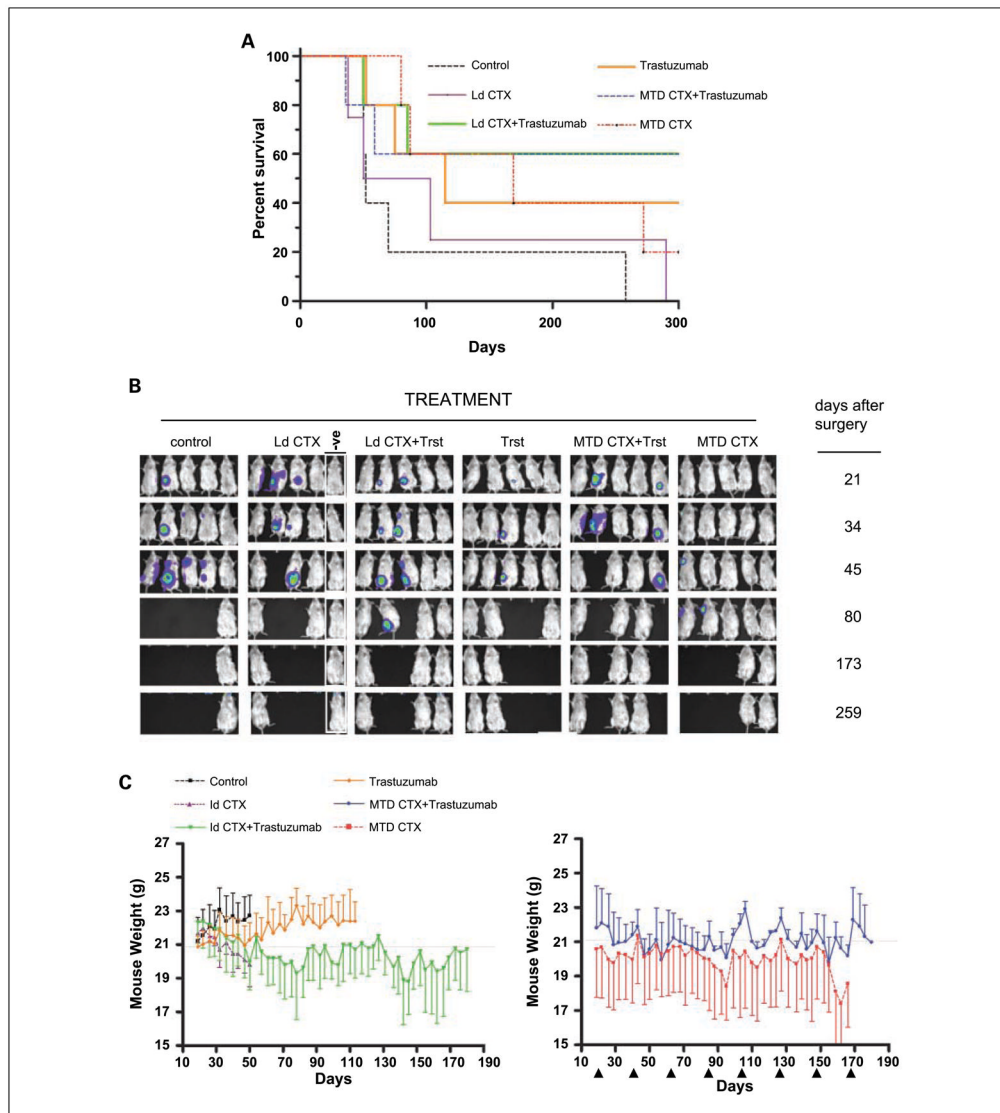 A
Control
Trastuzumab
Ld CTX
MTD CTX+Trastuzumab
Ld CTX+Trastuzumab
MTD CTX
Percent survival
100
80
60
40
20
0
0 100 200 300
Days
B
TREATMENT
days after
surgery
control Ld CTX -ve Ld CTX+Trst Trst MTD CTX+Trst MTD CTX
21
34
45
80
173
259
C
Control Trastuzumab
ld CTX MTD CTX+Trastuzumab
ld CTX+Trastuzumab MTD CTX
Mouse Weight (g)
27
25
23
21
19
17
15
10 30 50 70 90 110 130 150 170 190
Days
Mouse Weight (g)
27
25
23
21
19
17
15
10 30 50 70 90 110 130 150 170 190
Days